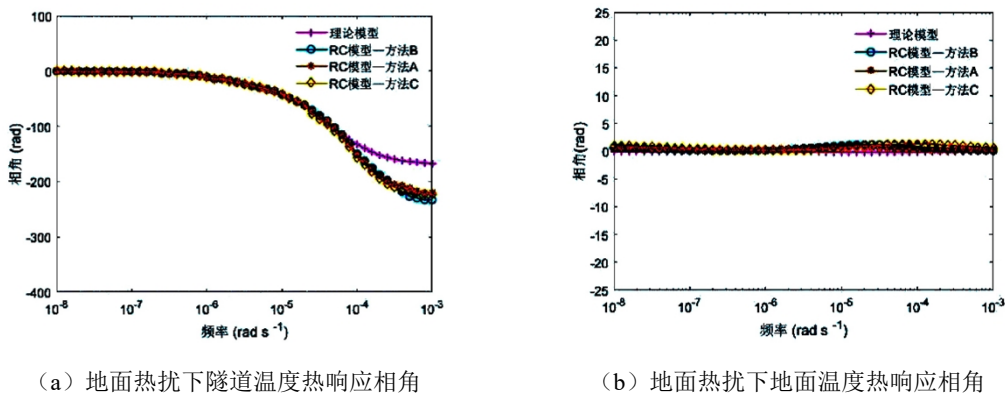 100
0
-100
-200
-300
-400
相角 (rad)
10-8
10-7
10-6
10-5
10-4
10-3
频率 (rad s -1)
理论模型
RC模型一方法B
RC模型一方法A
RC模型一方法C
(a) 地面热扰下隧道温度热响应相角
25
20
15
10
5
0
-5
-10
-15
-20
-25
相角(rad)
10-8
10-7
10-6
10-5
10-4
10-3
频率 (rad s -1)
理论模型
RC模型一方法B
RC模型一方法A
RC模型一方法C
(b) 地面热扰下地面温度热响应相角